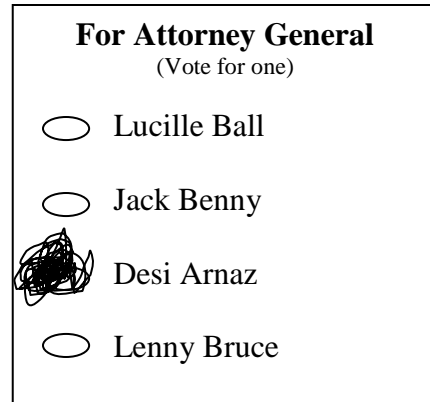 For Attorney General
(Vote for one)
Lucille Ball
Jack Benny
Desi Arnaz
Lenny Bruce